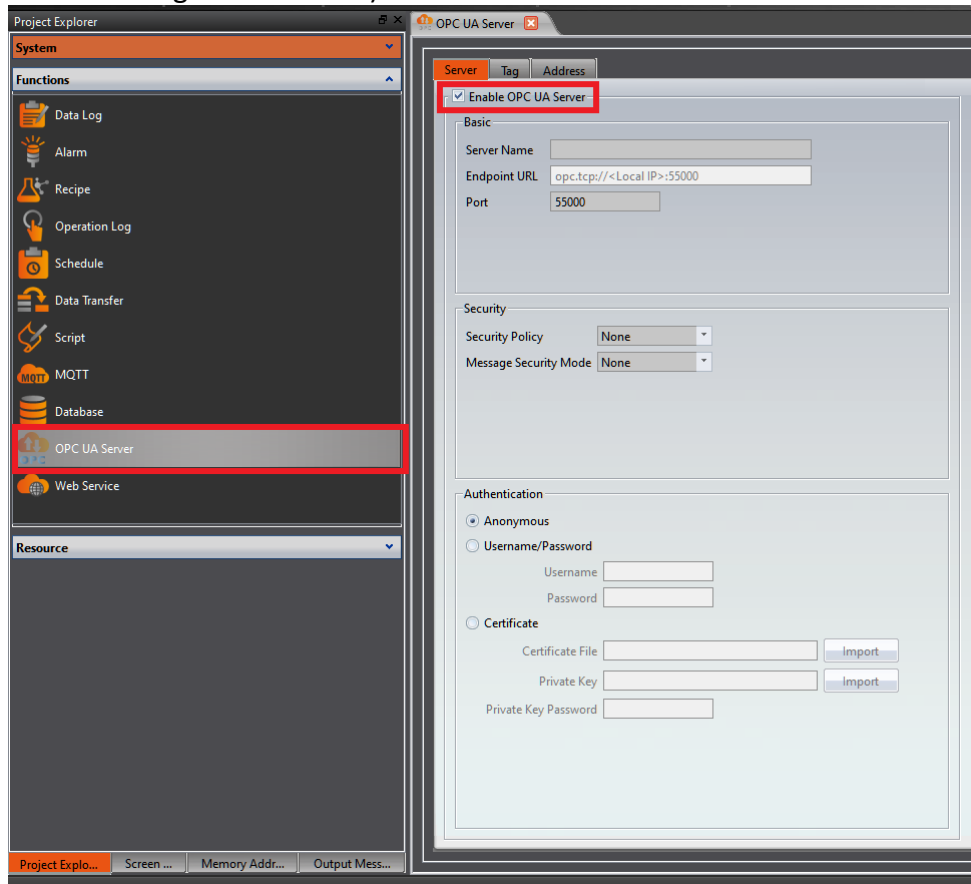 Project Explorer
System
Functions
Data Log
Alarm
Recipe
Operation Log
Schedule
Data Transfer
Script
MQTT
MQTT
Database
OPC
OPC UA Server
Web Service
Resource
Project Explo...
Screen ...
Memory Addr...
Output Mess...
OPC UA Server
Server
Tag
Address
Enable OPC UA Server
Basic
Server Name
Endpoint URL opc.tcp://<Local IP>:55000
Port 55000
Security
Security Policy None
Message Security Mode None
Authentication
Anonymous
Username/Password
Username
Password
Certificate
Certificate File Import
Private Key Import
Private Key Password